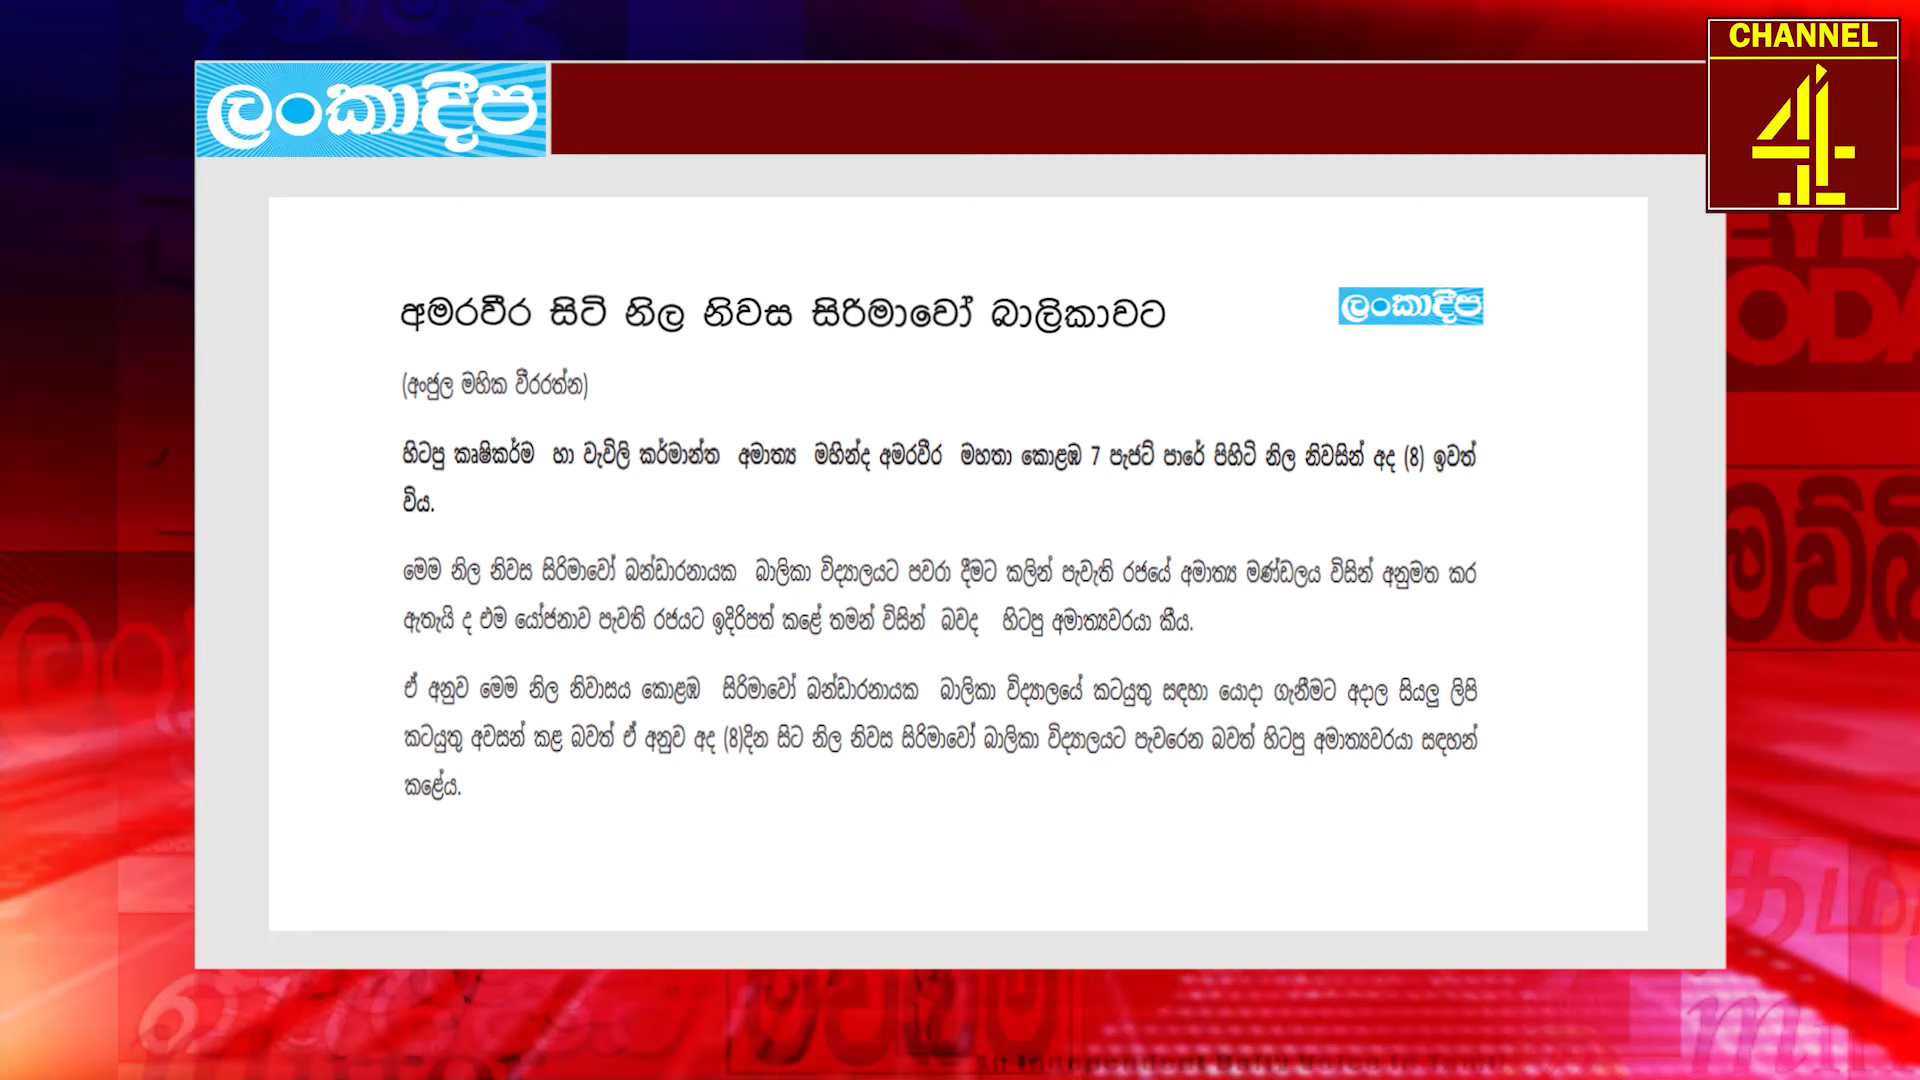 CHANNEL
4
ලංකාදීප
අමරවීර සිටි නිල නිවස සිරිමාවෝ බාලිකාවට
ලංකාදීප
(අංජුල මහික වීරරත්න)
හිටපු කෘෂිකර්ම හා වැවිලි කර්මාන්ත අමාත්‍ය මහින්ද අමරවීර මහතා කොළඹ 7 පැජට් පාරේ පිහිටි නිල නිවසින් අද (8) ඉවත්
විය.
මෙම නිල නිවස සිරිමාවෝ බන්ඩාරනායක බාලිකා විද්‍යාලයට පවරා දීමට කලින් පැවැති රජයේ අමාත්‍ය මණ්ඩලය විසින් අනුමත කර
ඇතැයි ද එම යෝජනාව පැවති රජයට ඉදිරිපත් කළේ තමන් විසින් බවද හිටපු අමාත්‍යවරයා කීය.
ඒ අනුව මෙම නිල නිවාසය කොළඹ සිරිමාවෝ බන්ඩාරනායක බාලිකා විද්‍යාලයේ කටයුතු සඳහා යොදා ගැනීමට අදාල සියලු ලිපි
කටයුතු අවසන් කළ බවත් ඒ අනුව අද (8)දින සිට නිල නිවස සිරිමාවෝ බාලිකා විද්‍යාලයට පැවරෙන බවත් හිටපු අමාත්‍යවරයා සඳහන්
කළේය.